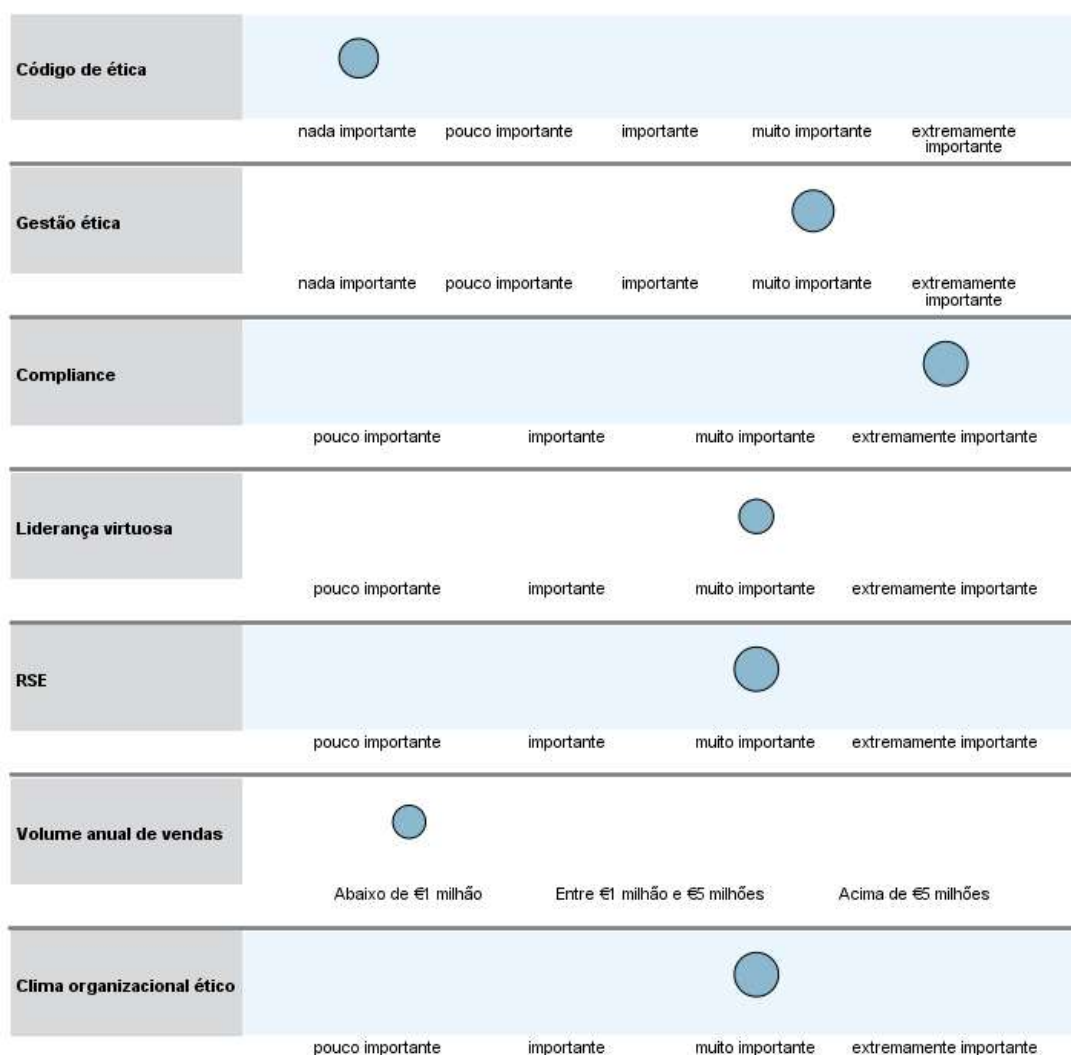 Código de ética
nada importante pouco importante importante muito importante extremamente
importante
Gestão ética
nada importante pouco importante importante muito importante extremamente
importante
Compliance
pouco importante importante muito importante extremamente importante
Liderança virtuosa
pouco importante importante muito importante extremamente importante
RSE
pouco importante importante muito importante extremamente importante
Volume anual de vendas
Abaixo de €1 milhão Entre €1 milhão e €5 milhões Acima de €5 milhões
Clima organizacional ético
pouco importante importante muito importante extremamente importante